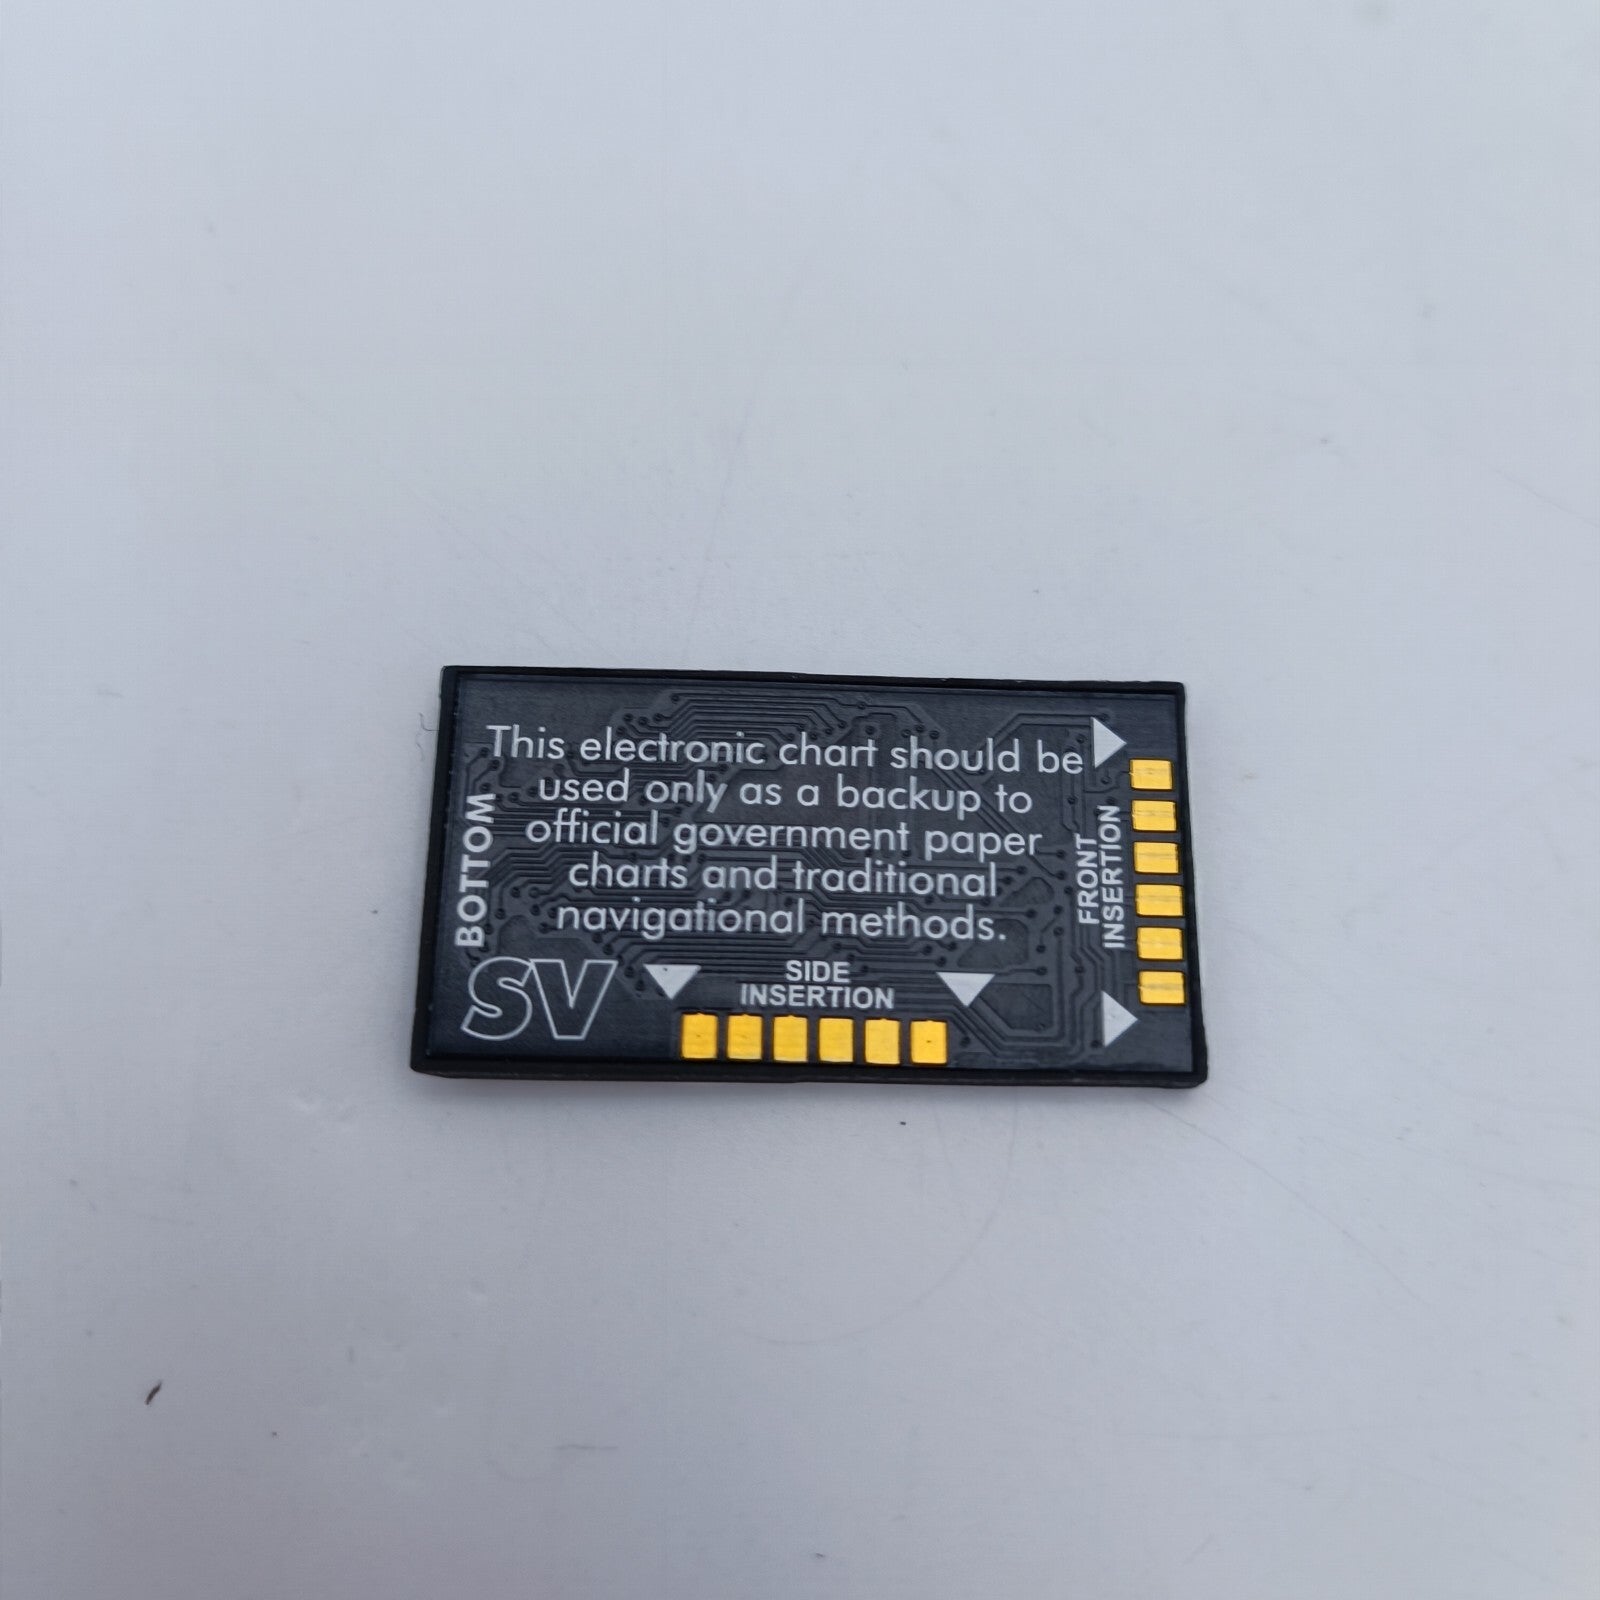 This electronic chart should be
used only as a backup to
official government paper
charts and traditional
navigational methods.
BOTTOM
SV
SIDE
INSERTION
FRONT
INSERTION